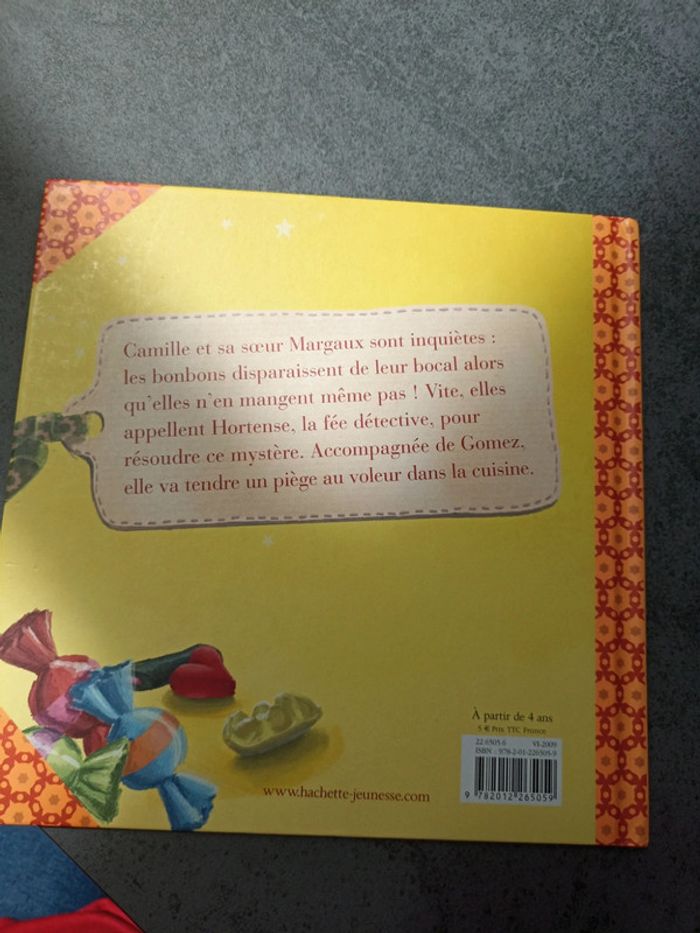 Camille et sa sœur Margaux sont inquiètes :
les bonbons disparaissent de leur bocal alors
qu'elles n'en mangent même pas ! Vite, elles
appellent Hortense, la fée détective, pour
résoudre ce mystère. Accompagnée de Gomez,
elle va tendre un piège au voleur dans la cuisine.
À partir de 4 ans
5 € Prix TTC France
22 6505 6 VI-2009
ISBN : 978-2-01-226505-9
9 782012 265059
www.hachette-jeunesse.com